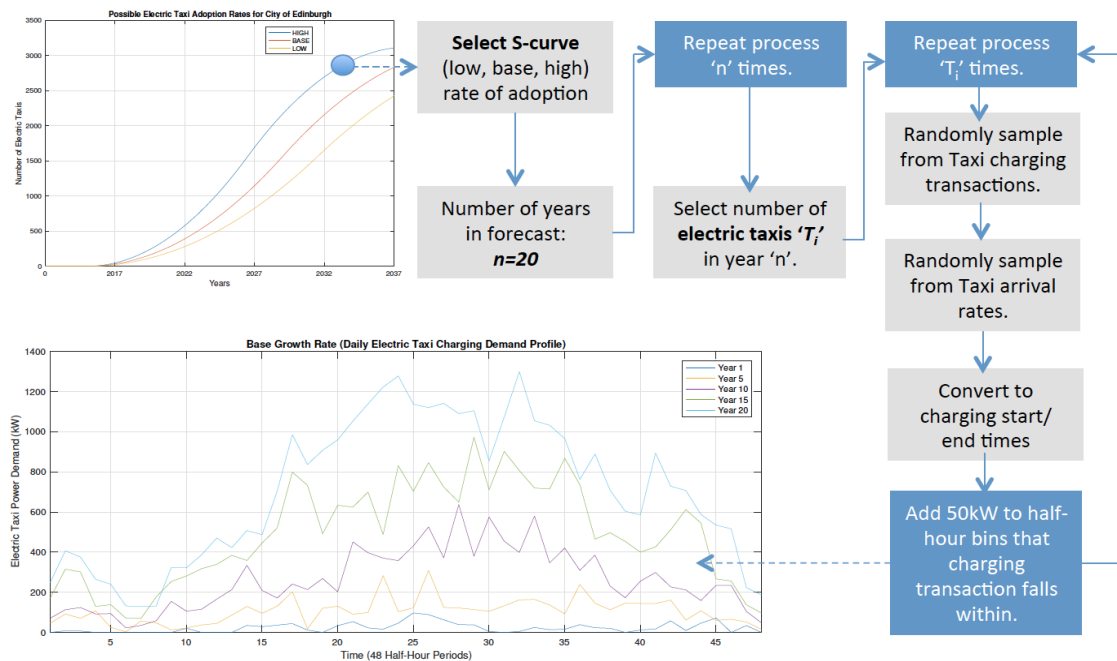 Possible Electric Taxi Adoption Rates for City of Edinburgh
3500
3000
2500
2000
1500
1000
500
0
Number of Electric Taxis
HIGH
BASE
LOW
0
2017
2022
2027
2032
2037
Years
Select S-curve
(low, base, high)
rate of adoption
Number of years
in forecast:
n=20
Repeat process
‘n’ times.
Select number of
electric taxis ‘Ti’
in year ‘n’.
Repeat process
‘Ti’ times.
Randomly sample
from Taxi charging
transactions.
Randomly sample
from Taxi arrival
rates.
Convert to
charging start/
end times
Add 50kW to half-
hour bins that
charging
transaction falls
within.
Base Growth Rate (Daily Electric Taxi Charging Demand Profile)
1400
1200
1000
800
600
400
200
0
Electric Taxi Power Demand (kW)
Year 1
Year 5
Year 10
Year 15
Year 20
5
10
15
20
25
30
35
40
45
Time (48 Half-Hour Periods)